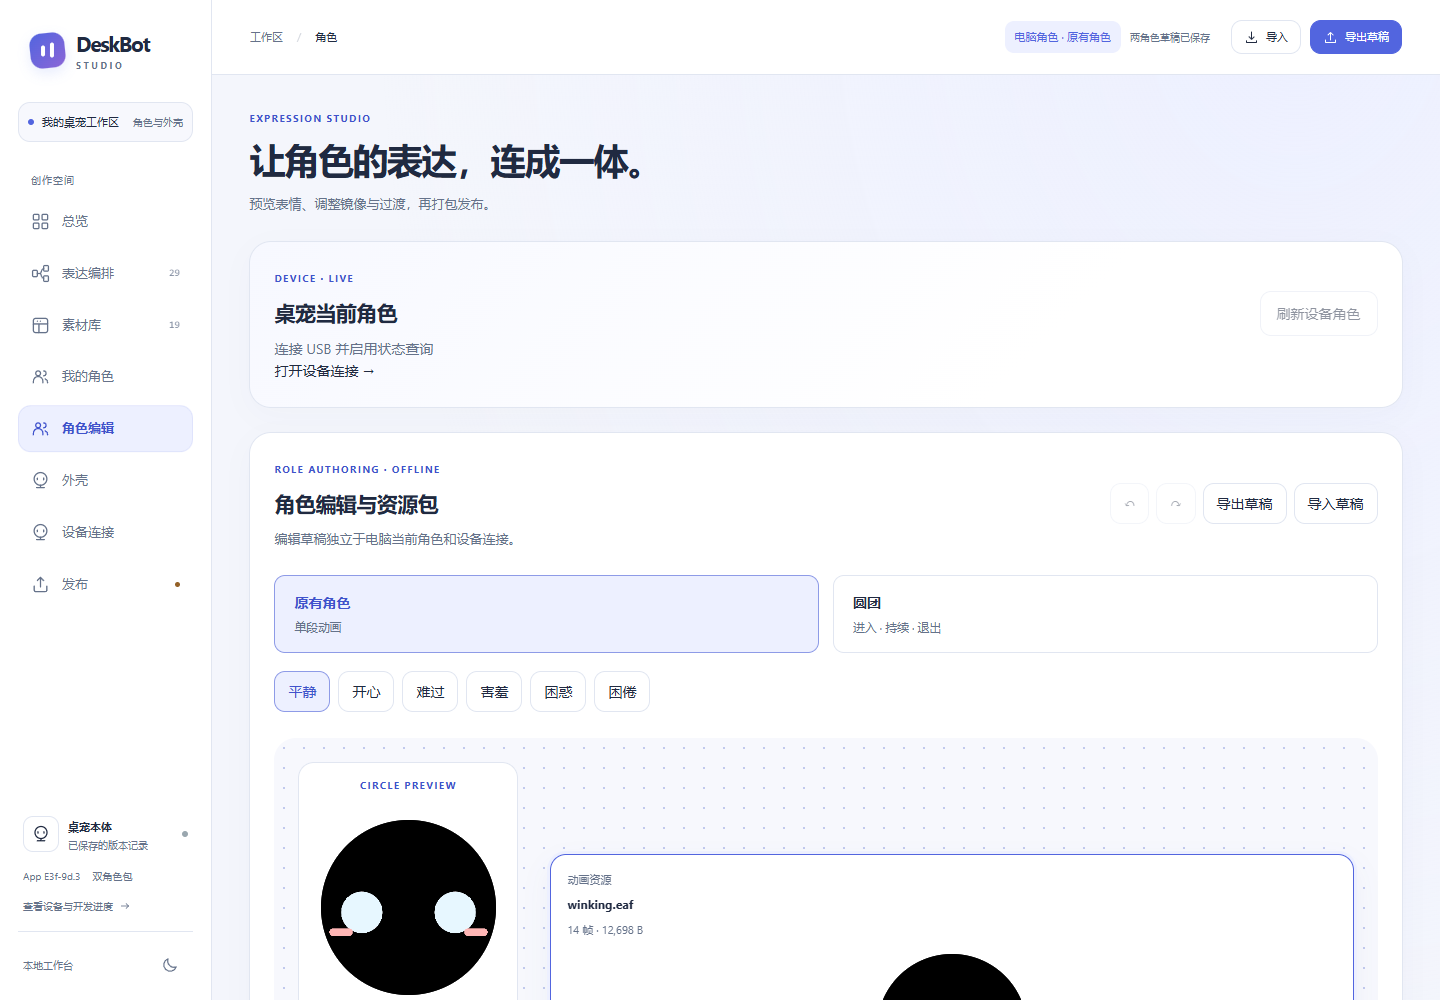 DeskBot
STUDIO
我的桌宠工作区 角色与外壳
创作空间
总览
表达编排 29
素材库 19
我的角色
角色编辑
外壳
设备连接
发布
桌宠本体
已保存的版本记录
App E3f-9d.3 双角色包
查看设备与开发进度 →
本地工作台
工作区 / 角色
电脑角色 · 原有角色 两角色草稿已保存 导入 导出草稿
EXPRESSION STUDIO
让角色的表达，连成一体。
预览表情、调整镜像与过渡，再打包发布。
DEVICE · LIVE
桌宠当前角色
连接 USB 并启用状态查询
打开设备连接 →
刷新设备角色
ROLE AUTHORING · OFFLINE
角色编辑与资源包
编辑草稿独立于电脑当前角色和设备连接。
导出草稿 导入草稿
原有角色
单段动画
圆团
进入 · 持续 · 退出
平静 开心 难过 害羞 困惑 困倦
CIRCLE PREVIEW
动画资源
winking.eaf
14 帧 · 12,698 B